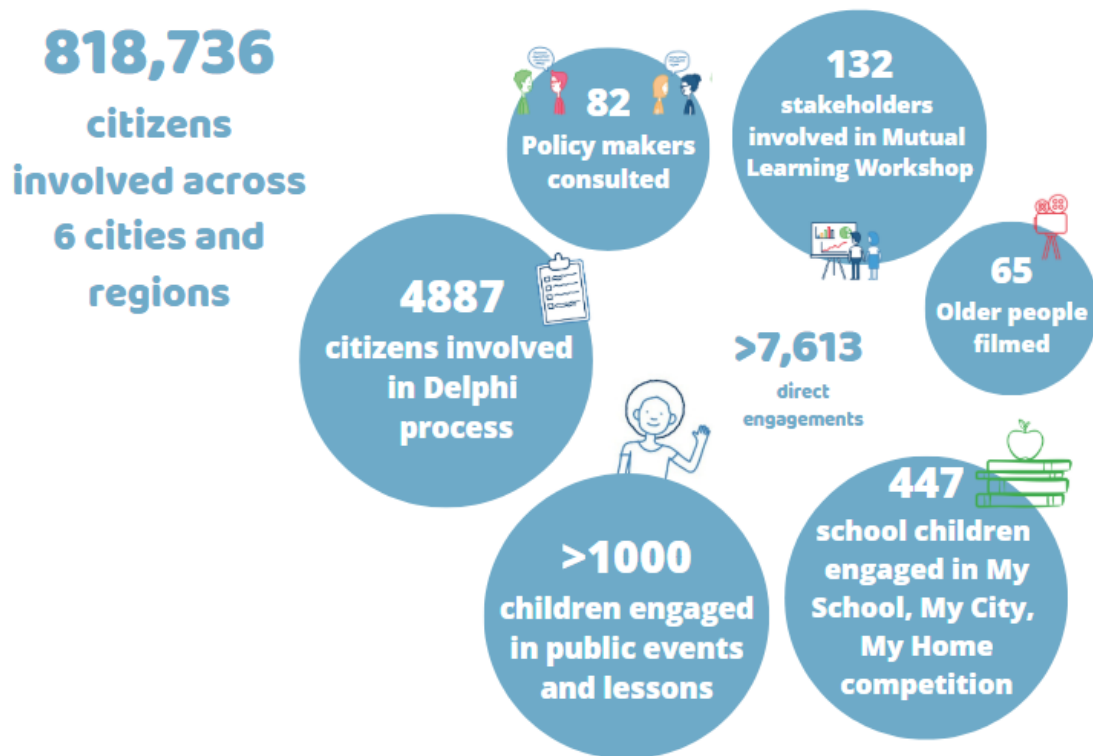 818,736
citizens
involved across
6 cities and
regions
82
Policy makers
consulted
132
stakeholders
involved in Mutual
Learning Workshop
65
Older people
filmed
4887
citizens involved
in Delphi
process
>7,613
direct
engagements
>1000
children engaged
in public events
and lessons
447
school children
engaged in My
School, My City,
My Home
competition